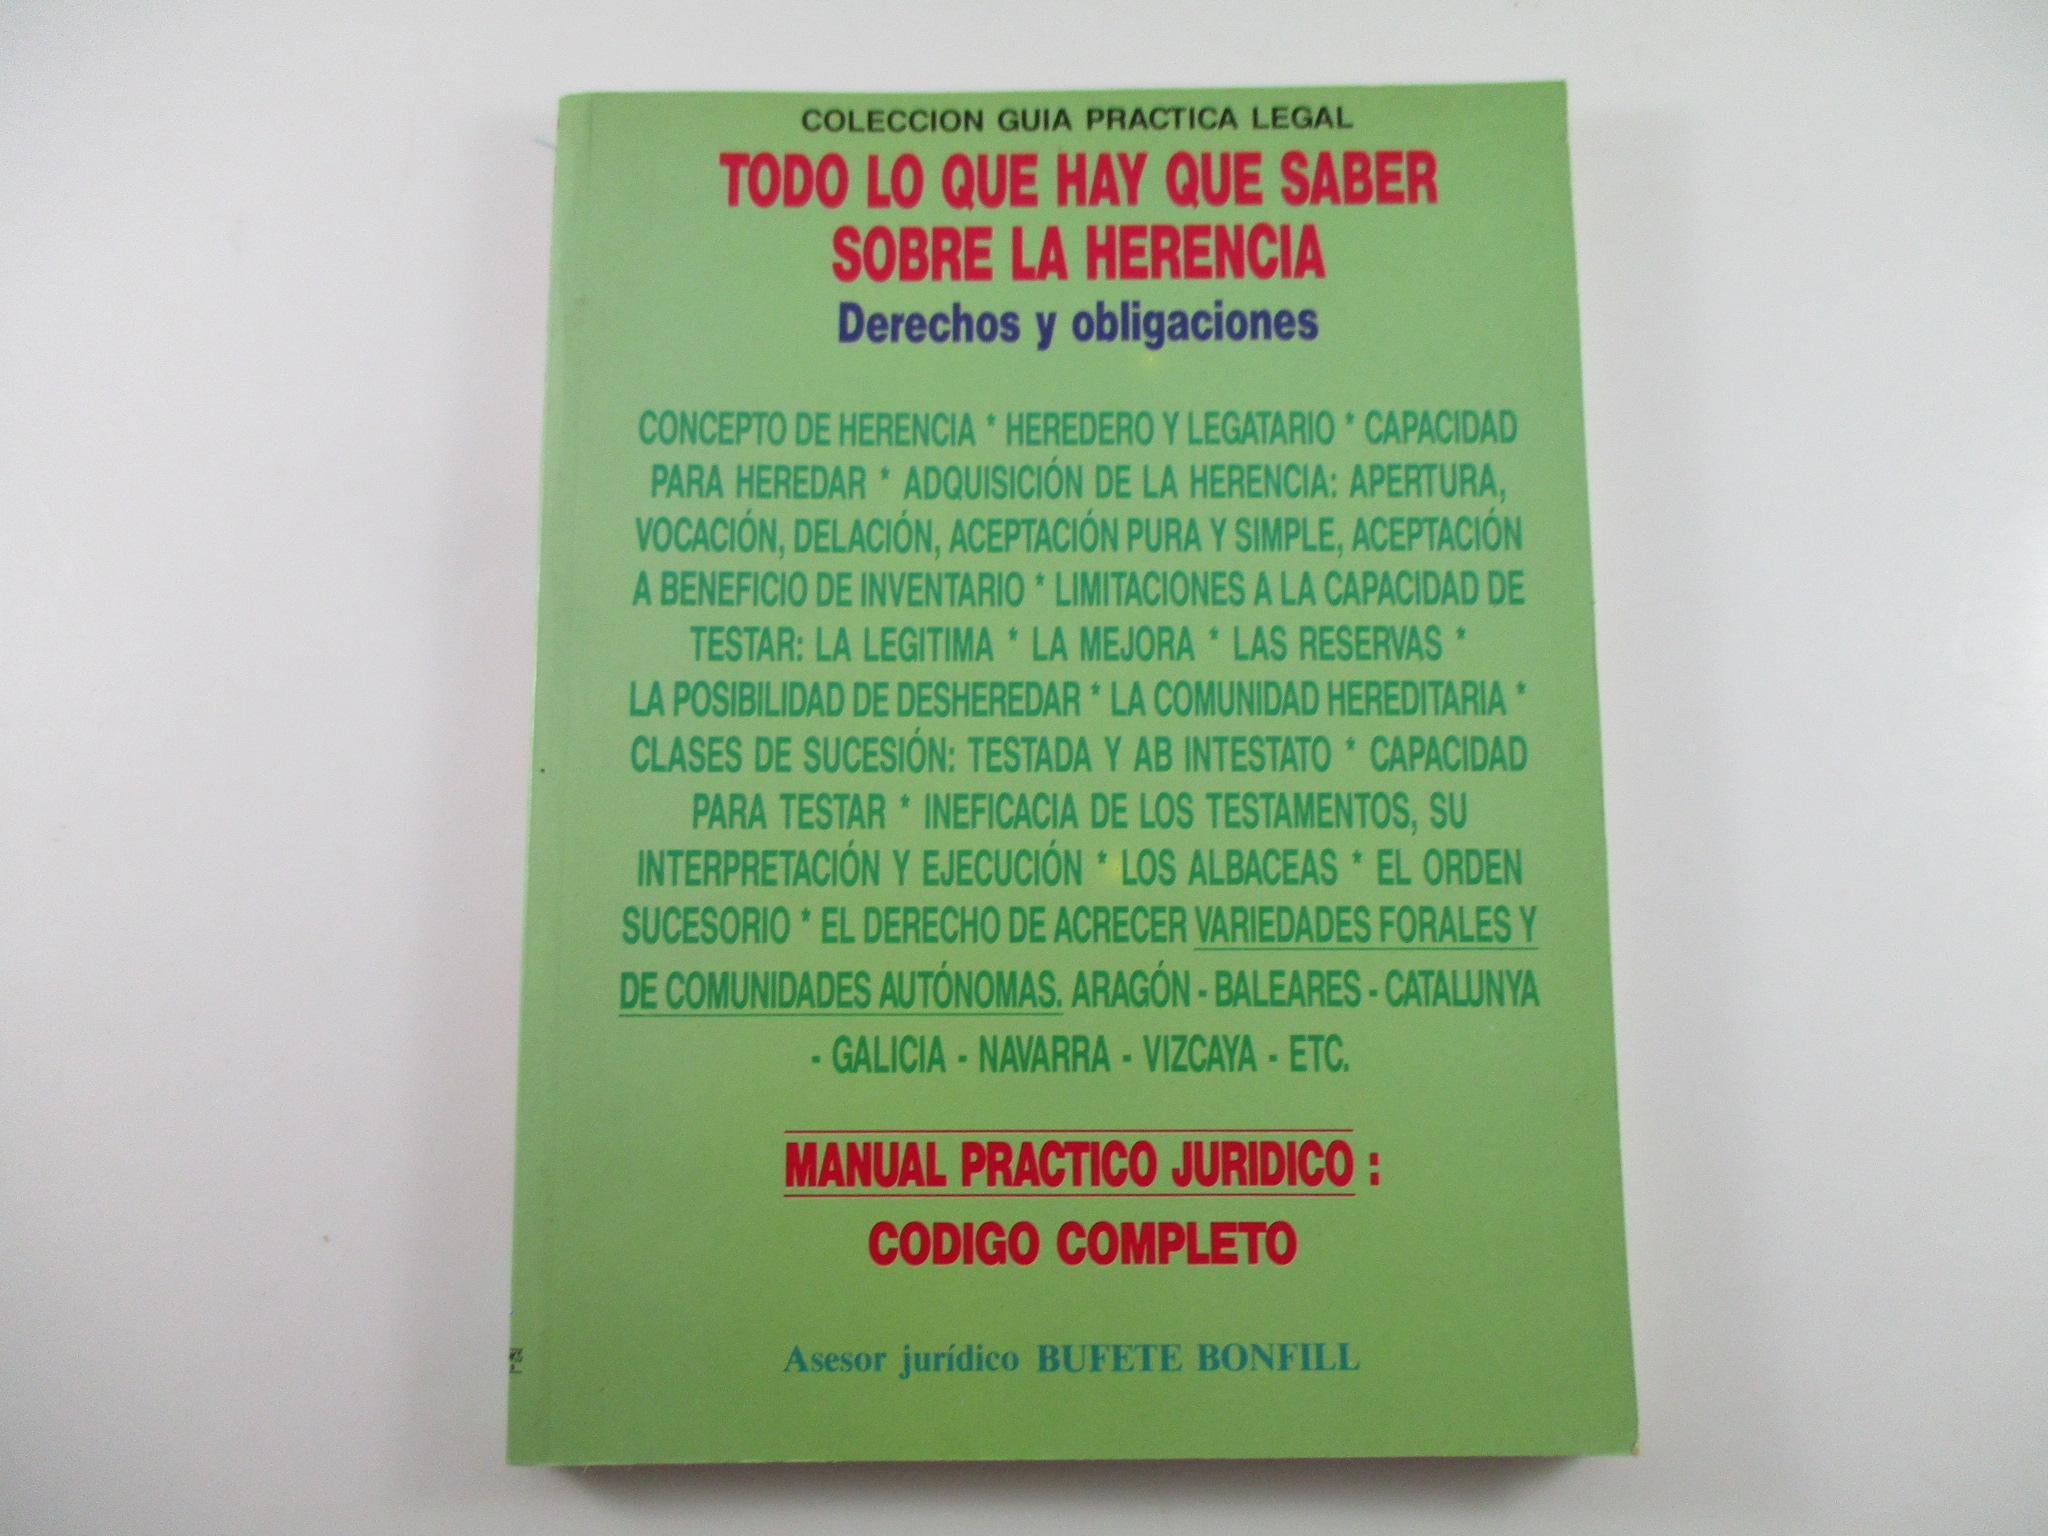 COLECCION GUIA PRACTICA LEGAL
TODO LO QUE HAY QUE SABER
SOBRE LA HERENCIA
Derechos y obligaciones
CONCEPTO DE HERENCIA * HEREDERO Y LEGATARIO * CAPACIDAD
PARA HEREDAR * ADQUISICIÓN DE LA HERENCIA: APERTURA,
VOCACIÓN, DELACIÓN, ACEPTACIÓN PURA Y SIMPLE, ACEPTACIÓN
A BENEFICIO DE INVENTARIO * LIMITACIONES A LA CAPACIDAD DE
TESTAR: LA LEGITIMA * LA MEJORA * LAS RESERVAS *
LA POSIBILIDAD DE DESHEREDAR * LA COMUNIDAD HEREDITARIA *
CLASES DE SUCESIÓN: TESTADA Y AB INTESTATO * CAPACIDAD
PARA TESTAR * INEFICACIA DE LOS TESTAMENTOS, SU
INTERPRETACIÓN Y EJECUCIÓN * LOS ALBACEAS * EL ORDEN
SUCESORIO * EL DERECHO DE ACRECER VARIEDADES FORALES Y
DE COMUNIDADES AUTÓNOMAS. ARAGÓN - BALEARES - CATALUNYA
- GALICIA - NAVARRA - VIZCAYA - ETC.
MANUAL PRACTICO JURIDICO :
CODIGO COMPLETO
Asesor jurídico BUFETE BONFILL